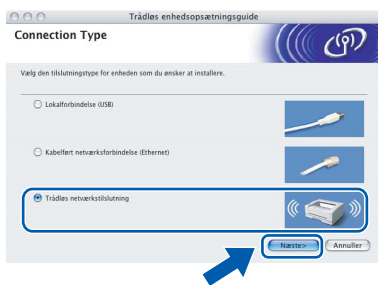 Trådløs enhedsopsætningsguide
Connection Type
Vælg den tilslutningstype for enheden som du ønsker at installere.
Lokalforbindelse (USB)
Kabelført netværksforbindelse (Ethernet)
Trådløs netværkstilslutning
Næste>
Annuller